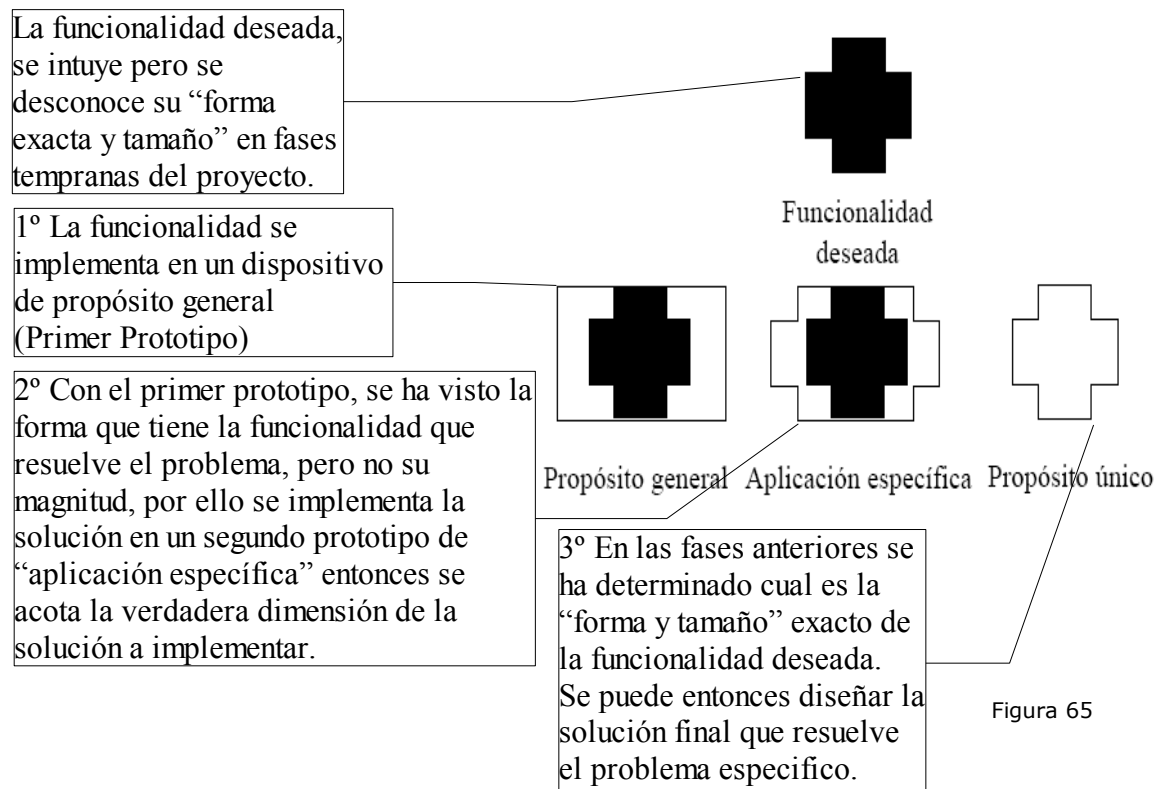 La funcionalidad deseada,
se intuye pero se
desconoce su “forma
exacta y tamaño” en fases
tempranas del proyecto.
Funcionalidad
deseada
1º La funcionalidad se
implementa en un dispositivo
de propósito general
(Primer Prototipo)
2º Con el primer prototipo, se ha visto la
forma que tiene la funcionalidad que
resuelve el problema, pero no su
magnitud, por ello se implementa la
solución en un segundo prototipo de
“aplicación específica” entonces se
acota la verdadera dimensión de la
solución a implementar.
Propósito general
Aplicación específica
Propósito único
3º En las fases anteriores se
ha determinado cual es la
“forma y tamaño” exacto de
la funcionalidad deseada.
Se puede entonces diseñar la
solución final que resuelve
el problema especifico.
Figura 65